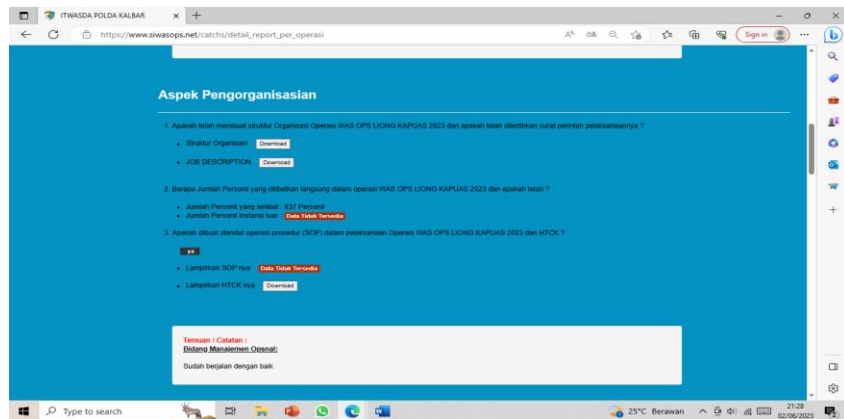 ITWASDA POLDA KALBAR
https://www.siwasops.net/catchs/detail_report_per_operasi
Sign in
Aspek Pengorganisasian
1. Apakah telah membuat struktur Organisasi Operasi WAS OPS LIONG KAPUAS 2023 dan apakah telah diterbitkan surat perintah pelaksanaannya ?
Struktur Organisasi Download
JOB DESCRIPTION Download
2. Berapa Jumlah Personil yang dilibatkan langsung dalam operasi WAS OPS LIONG KAPUAS 2023 dan apakah telah ?
Jumlah Personil yang terlibat : 637 Personil
Jumlah Personil Instansi luar : Data Tidak Tersedia
3. Apakah dibuat standar operasi prosedur (SOP) dalam pelaksanaan Operasi WAS OPS LIONG KAPUAS 2023 dan HTCK ?
ya
Lampirkan SOP nya Data Tidak Tersedia
Lampirkan HTCK nya Download
Temuan / Catatan :
Bidang Manajemen Opsnal:
Sudah berjalan dengan baik
Type to search
25°C Berawan
21:28
02/06/2023